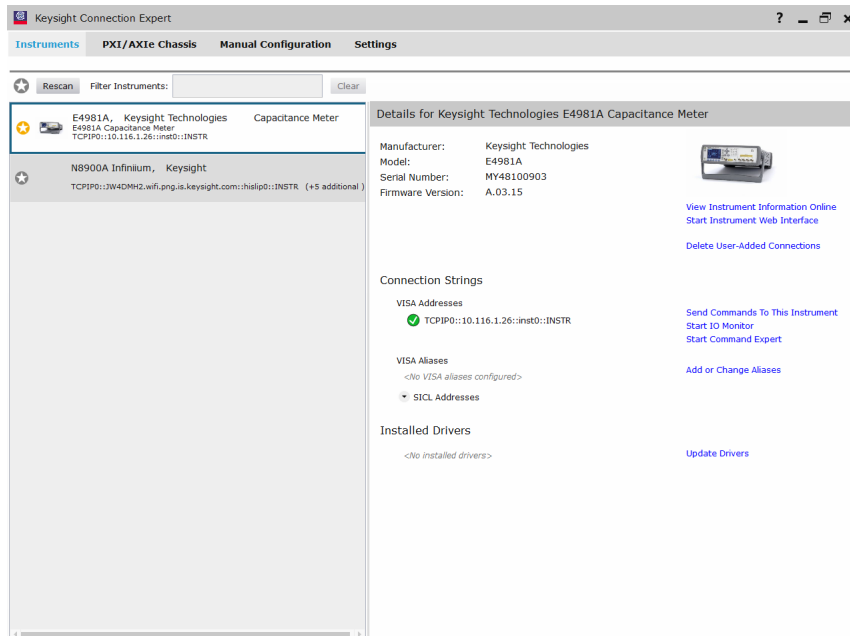 Keysight Connection Expert
?
Instruments PXI/AXIe Chassis Manual Configuration Settings
Rescan Filter Instruments: Clear
E4981A, Keysight Technologies Capacitance Meter
E4981A Capacitance Meter
TCPIP0::10.116.1.26::inst0::INSTR
N8900A Infiniium, Keysight
TCPIP0::JW4DMH2.wifi.png.is.keysight.com::hislip0::INSTR (+5 additional )
Details for Keysight Technologies E4981A Capacitance Meter
Manufacturer: Keysight Technologies
Model: E4981A
Serial Number: MY48100903
Firmware Version: A.03.15
View Instrument Information Online
Start Instrument Web Interface
Delete User-Added Connections
Connection Strings
VISA Addresses
TCPIP0::10.116.1.26::inst0::INSTR
Send Commands To This Instrument
Start IO Monitor
Start Command Expert
VISA Aliases
<No VISA aliases configured>
Add or Change Aliases
SICL Addresses
Installed Drivers
<No installed drivers>
Update Drivers